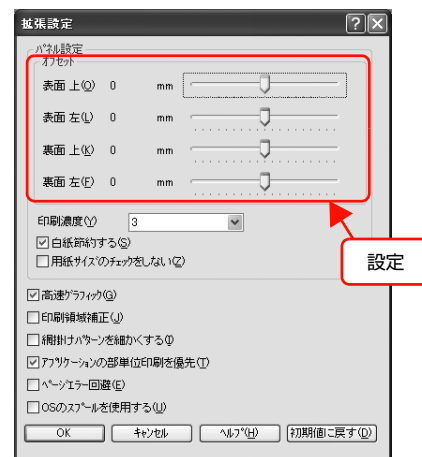 拡張設定
パネル設定
オフセット
表面 上(O) 0 mm
表面 左(L) 0 mm
裏面 上(K) 0 mm
裏面 左(F) 0 mm
印刷濃度(Y) 3
白紙節約する(S)
用紙サイズのチェックをしない(Z)
設定
高速グラフィック(G)
印刷領域補正(J)
網掛けパターンを細かくする(I)
アプリケーションの部単位印刷を優先(T)
ページエラー回避(E)
OSのスプールを使用する(U)
OK キャンセル ヘルプ(H) 初期値に戻す(D)